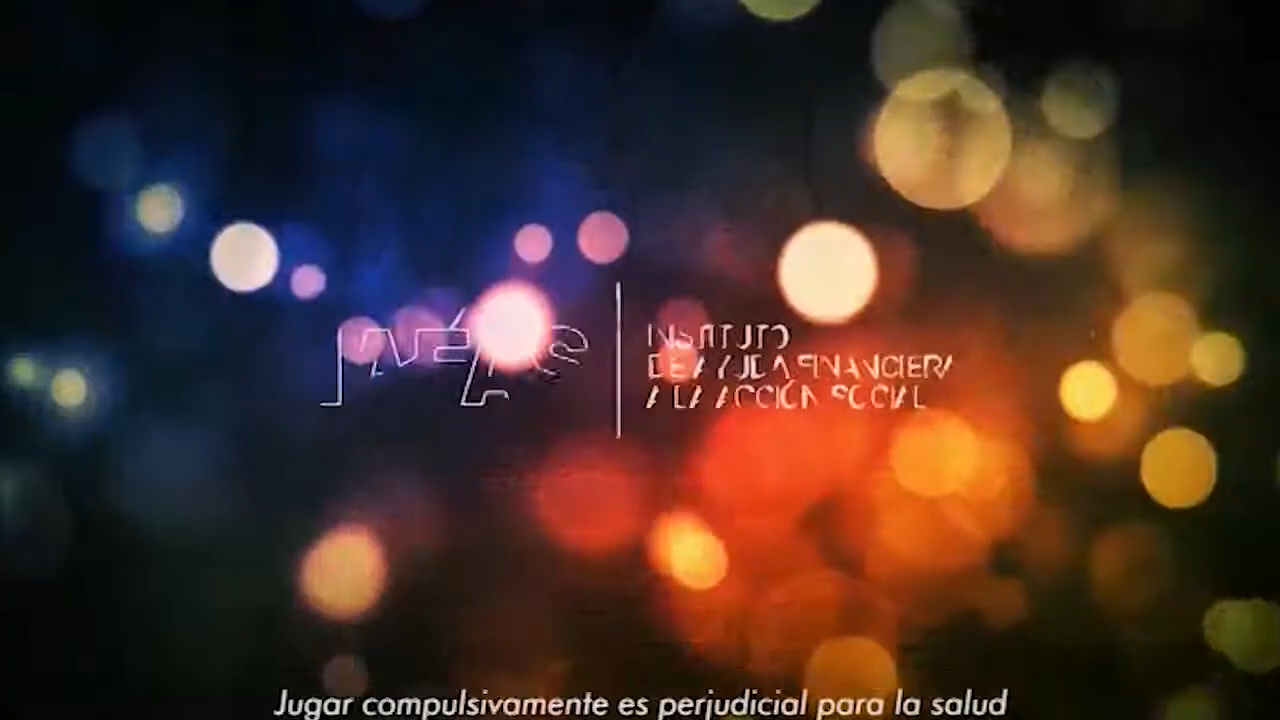 INSTITUTO
DE AYUDA FINANCIERA
A LA ACCIÓN SOCIAL
Jugar compulsivamente es perjudicial para la salud